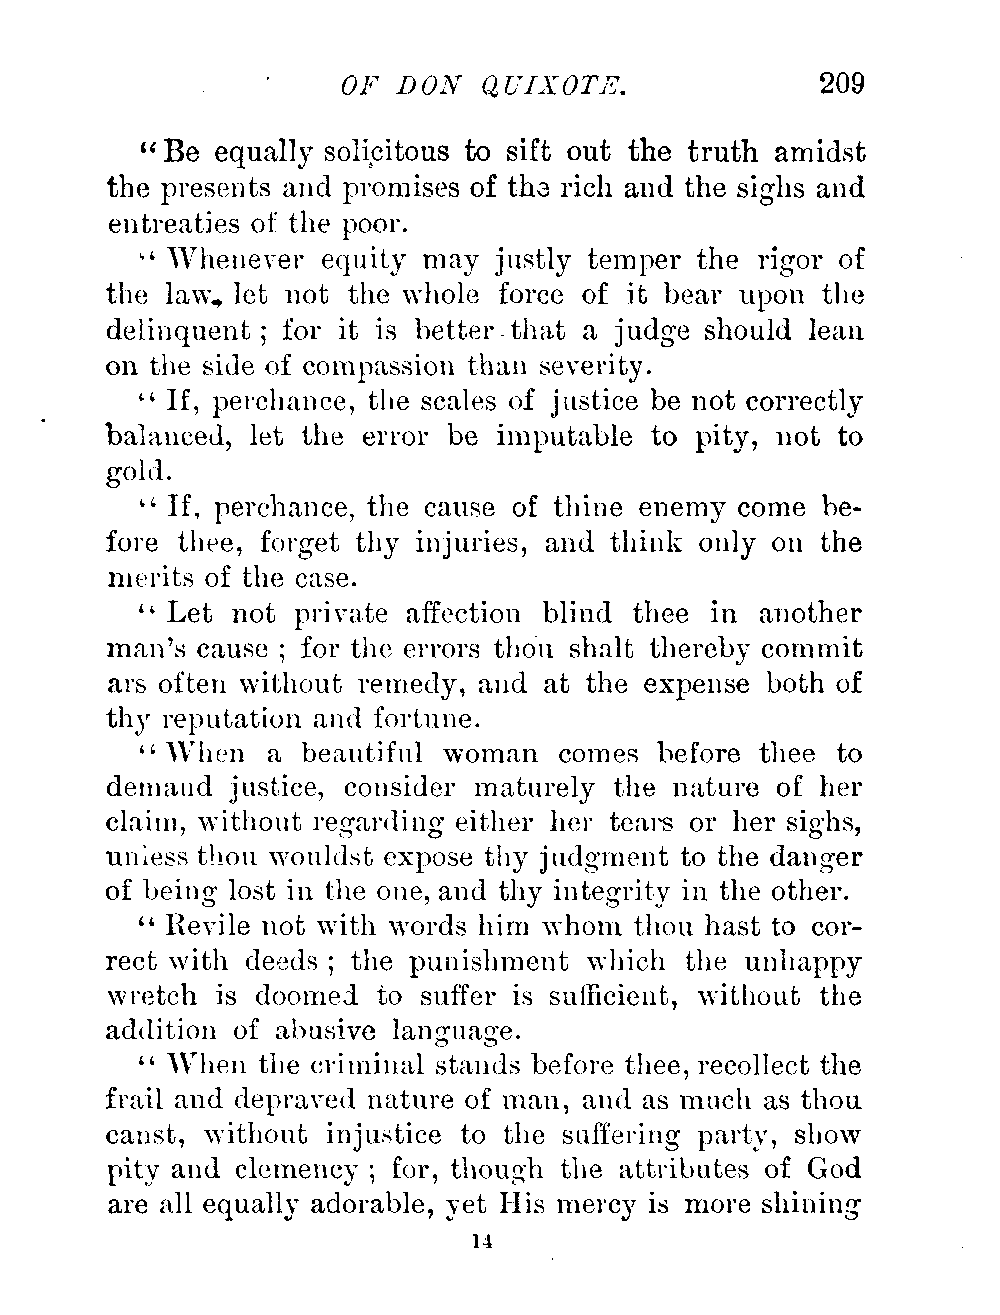 OF DON QUIXOTE. 209
"Be equally solicitous to sift out the truth amidst
the presents and promises of the rich and the sighs and
entreaties of the poor.
"Whenever equity may justly temper the rigor of
the law, let not the whole force of it bear upon the
delinquent; for it is better that a judge should lean
on the side of compassion than severity.
"If, perchance, the scales of justice be not correctly
balanced, let the error be imputable to pity, not to
gold.
"If, perchance, the cause of thine enemy come be-
fore thee, forget thy injuries, and think only on the
merits of the case.
"Let not private affection blind thee in another
man's cause; for the errors thou shalt thereby commit
ars often without remedy, and at the expense both of
thy reputation and fortune.
"When a beautiful woman comes before thee to
demand justice, consider maturely the nature of her
claim, without regarding either her tears or her sighs,
unless thou wouldst expose thy judgment to the danger
of being lost in the one, and thy integrity in the other.
"Revile not with words him whom thou hast to cor-
rect with deeds; the punishment which the unhappy
wretch is doomed to suffer is sufficient, without the
addition of abusive language.
"When the criminal stands before thee, recollect the
frail and depraved nature of man, and as much as thou
canst, without injustice to the suffering party, show
pity and clemency; for, though the attributes of God
are all equally adorable, yet His mercy is more shining
14